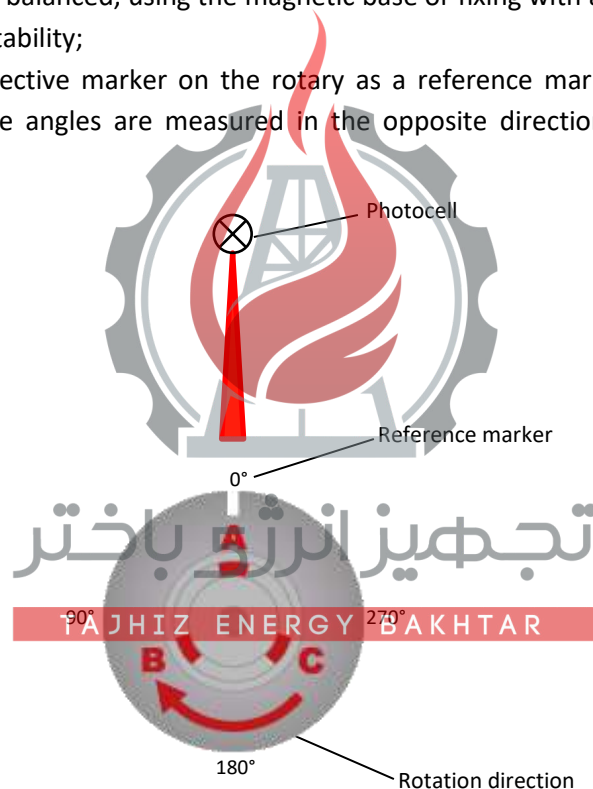 balanced, using the magnetic base or fixing with
tability;
ective marker on the rotary as a reference mar
e angles are measured in the opposite direction
Photocell
Reference marker
0°
A
تجهیز انرژی باختر
90°
270°
TAJHIZ ENERGY BAKHTAR
B
C
180°
Rotation direction